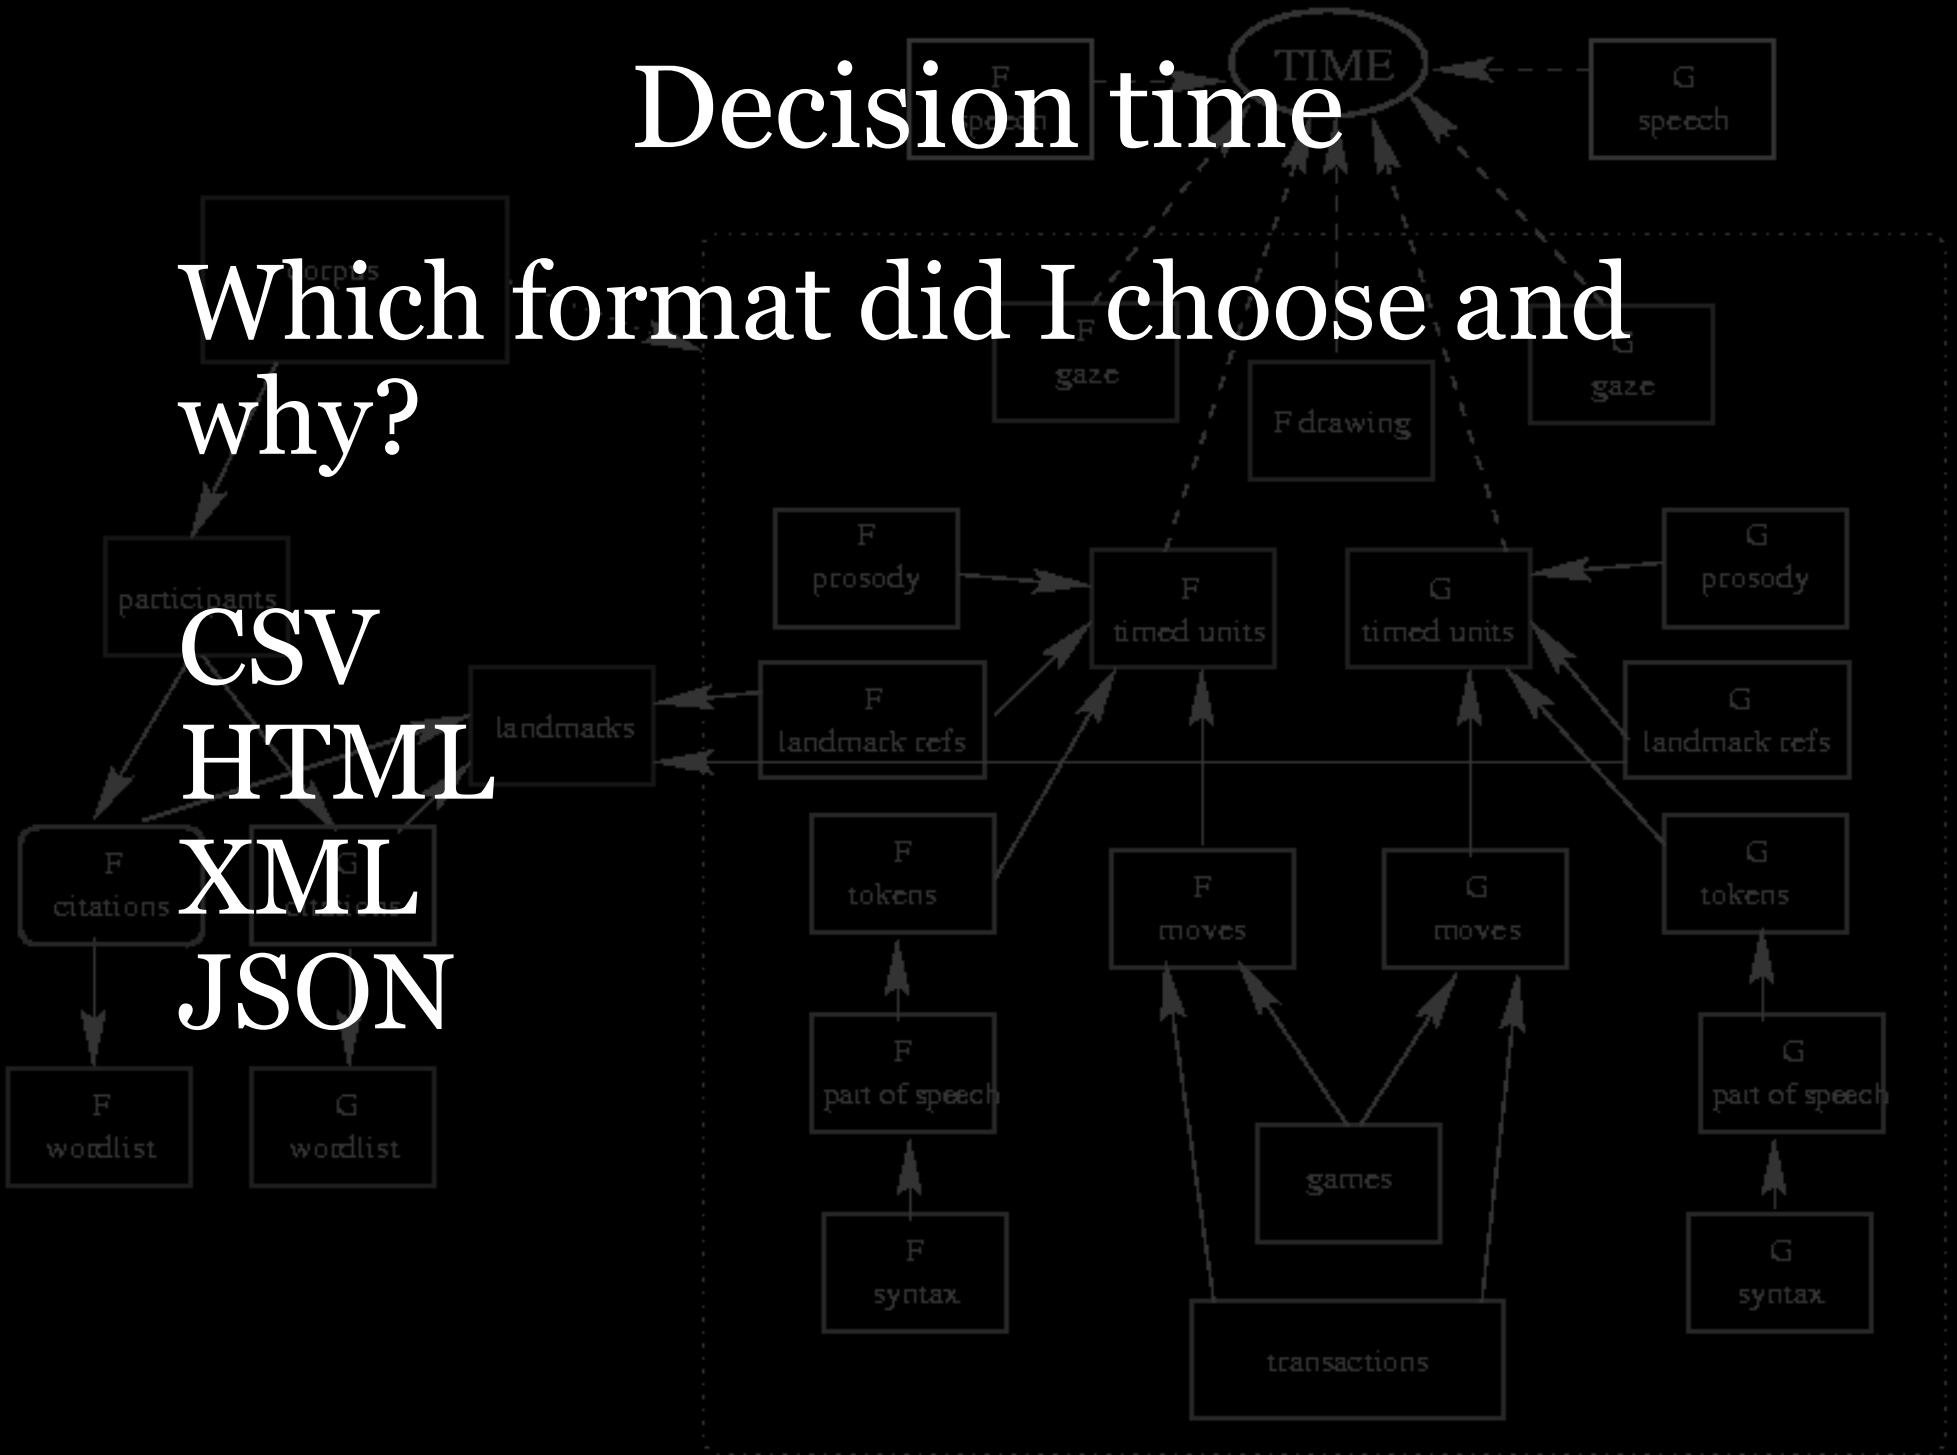 Decision time
Which format did I choose and
why?
CSV
HTML
XML
JSON
TIME
F
speech
G
speech
corpus
F
gaze
F drawing
G
gaze
participants
F
prosody
F
timed units
G
timed units
G
prosody
landmarks
F
landmark refs
G
landmark refs
F
citations
G
citations
F
tokens
F
moves
G
moves
G
tokens
F
wordlist
G
wordlist
F
part of speech
G
part of speech
games
F
syntax
G
syntax
transactions